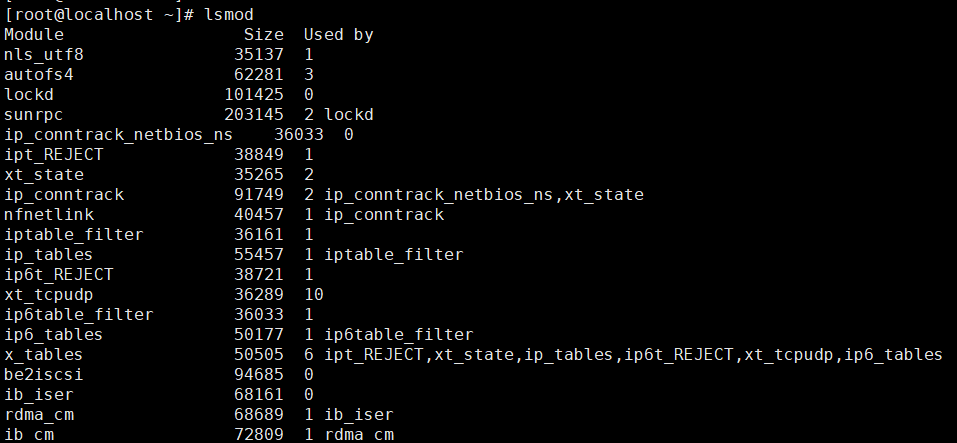 [root@localhost ~]# lsmod
Module                  Size  Used by
nls_utf8               35137  1
autofs4                62281  3
lockd                 101425  0
sunrpc                203145  2 lockd
ip_conntrack_netbios_ns    36033  0
ipt_REJECT             38849  1
xt_state               35265  2
ip_conntrack           91749  2 ip_conntrack_netbios_ns,xt_state
nfnetlink              40457  1 ip_conntrack
iptable_filter         36161  1
ip_tables              55457  1 iptable_filter
ip6t_REJECT            38721  1
xt_tcpudp              36289  10
ip6table_filter        36033  1
ip6_tables             50177  1 ip6table_filter
x_tables               50505  6 ipt_REJECT,xt_state,ip_tables,ip6t_REJECT,xt_tcpudp,ip6_tables
be2iscsi               94685  0
ib_iser                68161  0
rdma_cm                68689  1 ib_iser
ib_cm                  72809  1 rdma_cm